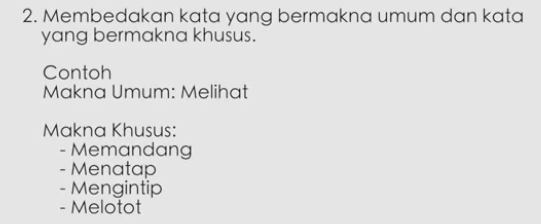 2. Membedakan kata yang bermakna umum dan kata
yang bermakna khusus.
Contoh
Makna Umum: Melihat
Makna Khusus:
- Memandang
- Menatap
- Mengintip
- Melotot